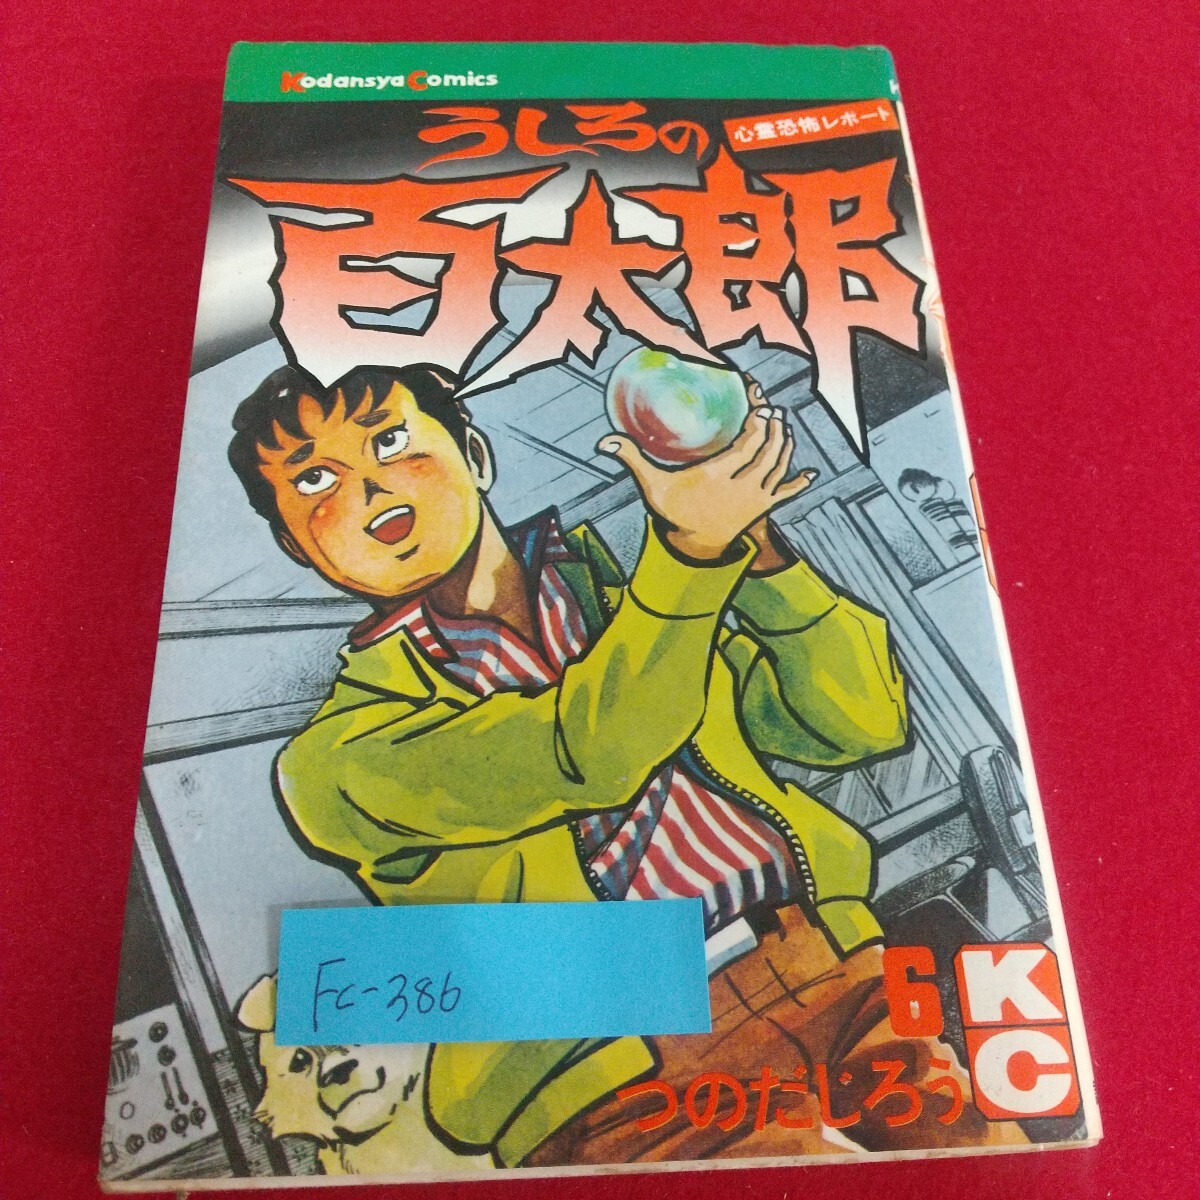 Kodansya Comics
心霊恐怖レポート
うしろの
百太郎
Fc-386
6
KC
つのだじろう